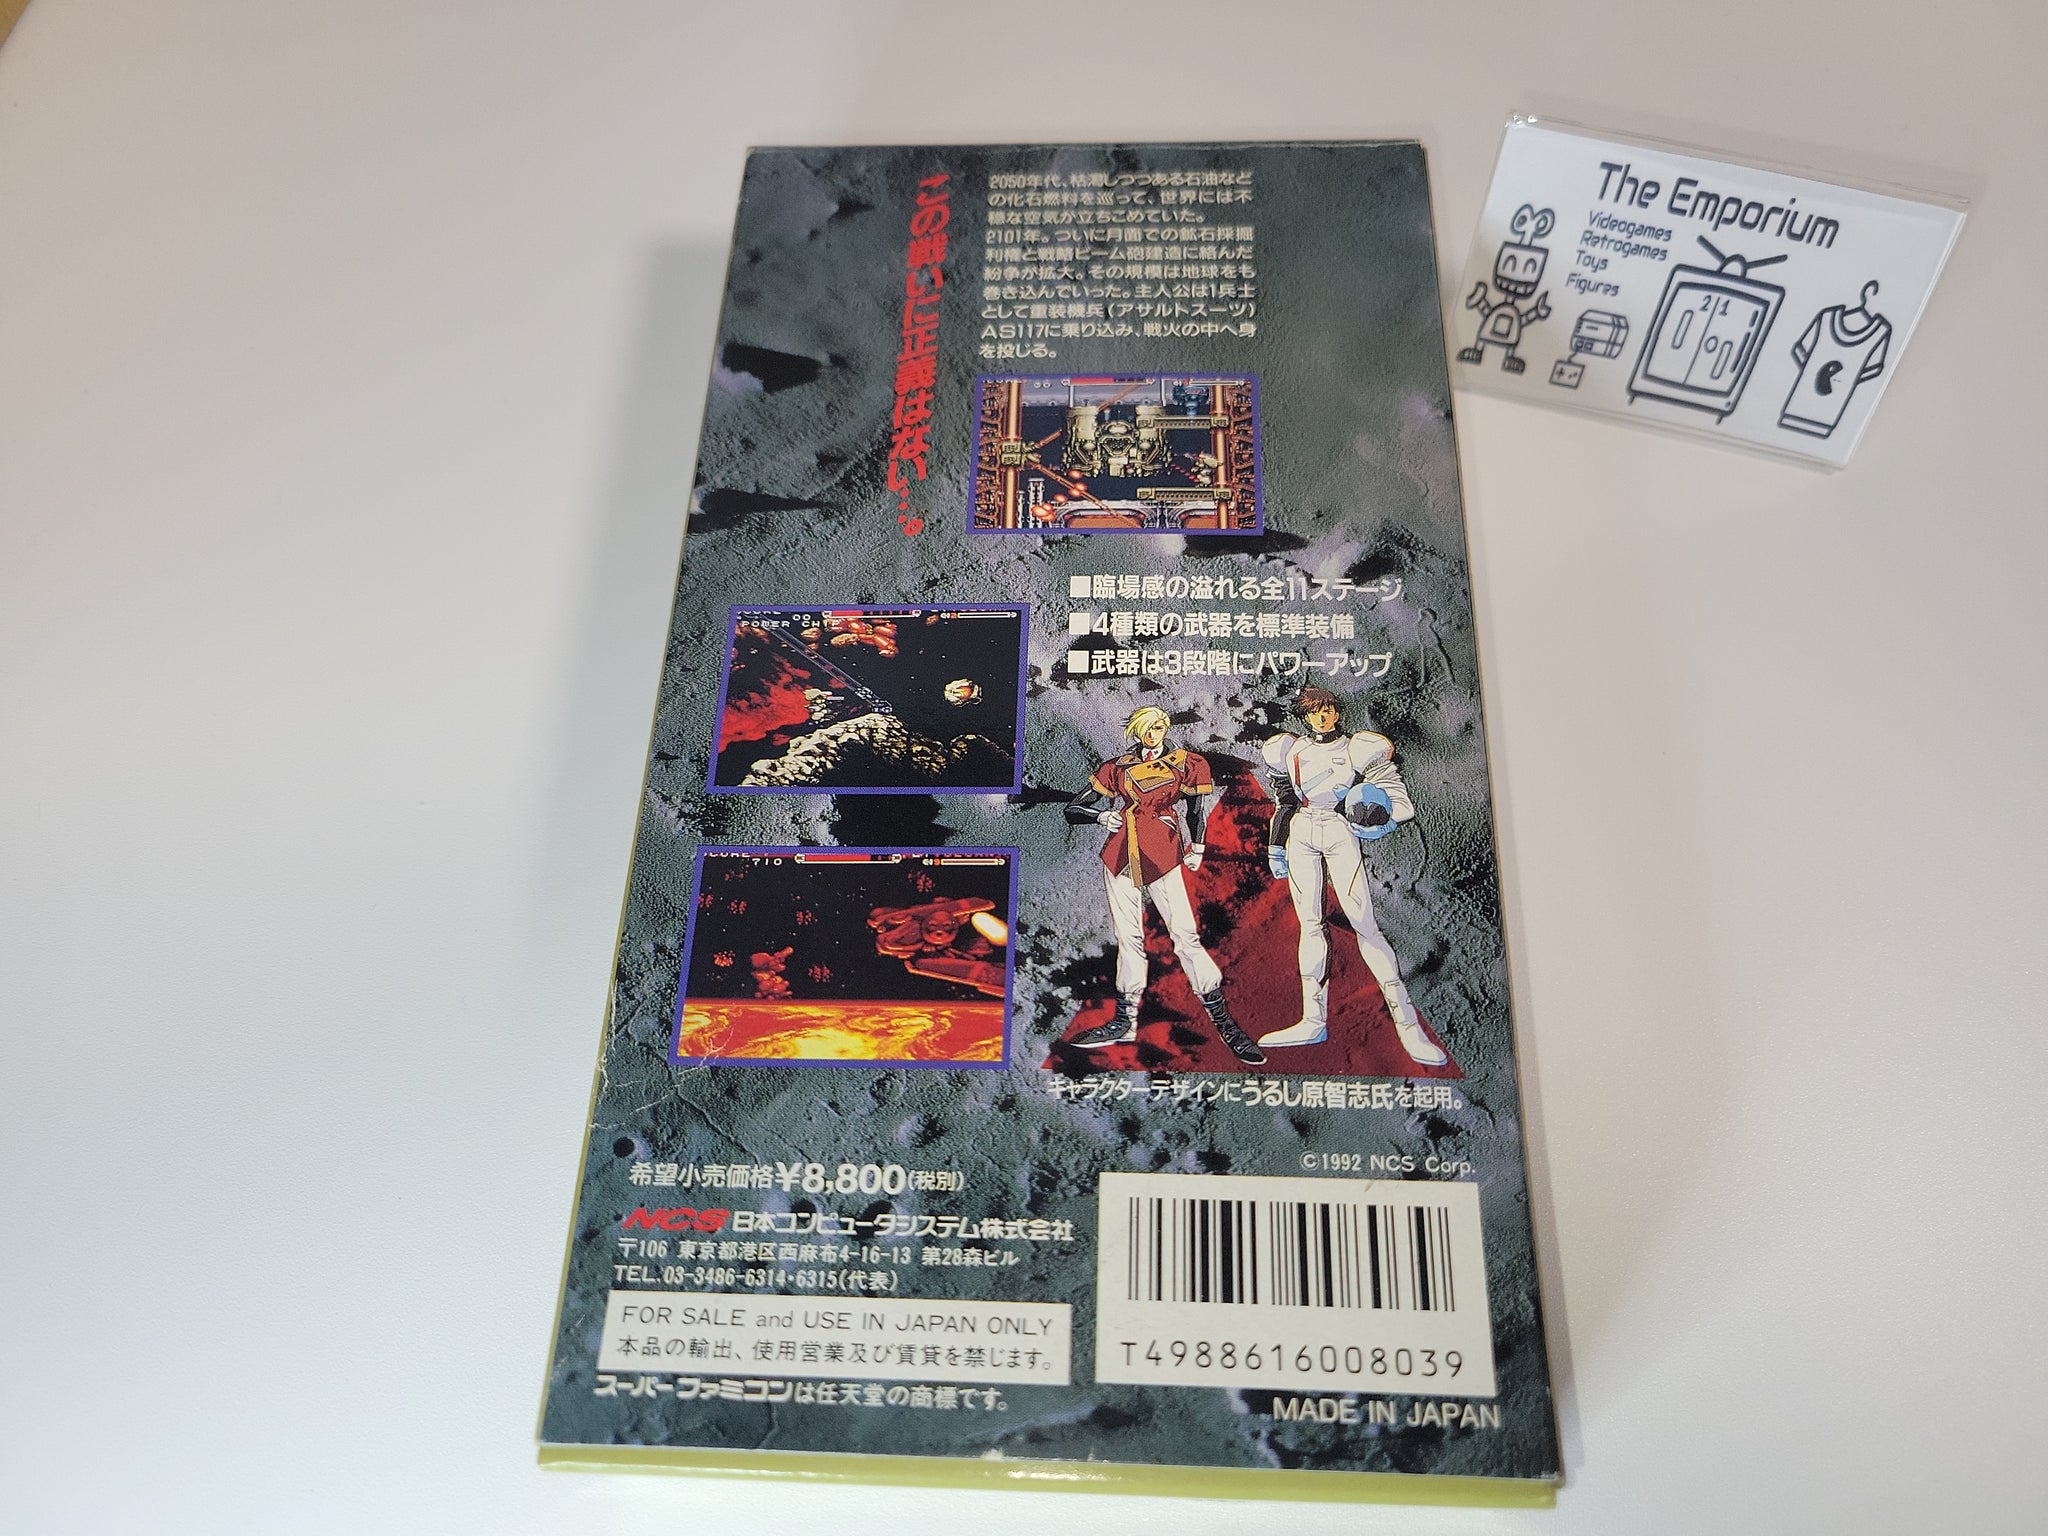 この戦いに正義はない…。
2050年代、枯渇しつつある石油など
の化石燃料を巡って、世界には不
穏な空気が立ちこめていた。
2101年。ついに月面での鉱石採掘
利権と戦略ビーム砲建造に絡んだ
紛争が拡大。その規模は地球をも
巻き込んでいった。主人公は1兵士
として重装機兵(アサルトスーツ)
AS117に乗り込み、戦火の中へ身
を投じる。
■臨場感の溢れる全11ステージ
■4種類の武器を標準装備
■武器は3段階にパワーアップ
00
POWER CHIP
710
キャラクターデザインにうるし原智志氏を起用。
©1992 NCS Corp.
希望小売価格¥8,800(税別)
NCS 日本コンピュータシステム株式会社
〒106 東京都港区西麻布4-16-13 第28森ビル
TEL.03-3486-6314・6315(代表)
FOR SALE and USE IN JAPAN ONLY
本品の輸出、使用営業及び賃貸を禁じます。
スーパーファミコンは任天堂の商標です。
T4988616008039
MADE IN JAPAN
The Emporium
Videogames
Retrogames
Toys
Figures
21